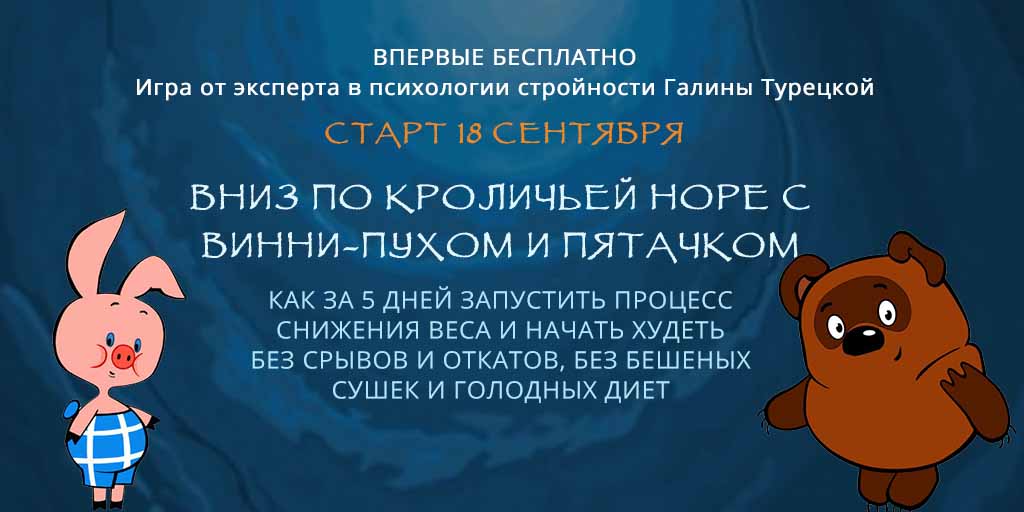 ВПЕРВЫЕ БЕСПЛАТНО
Игра от эксперта в психологии стройности Галины Турецкой
СТАРТ 18 СЕНТЯБРЯ
ВНИЗ ПО КРОЛИЧЬЕЙ НОРЕ С
ВИННИ-ПУХОМ И ПЯТАЧКОМ
КАК ЗА 5 ДНЕЙ ЗАПУСТИТЬ ПРОЦЕСС
СНИЖЕНИЯ ВЕСА И НАЧАТЬ ХУДЕТЬ
БЕЗ СРЫВОВ И ОТКАТОВ, БЕЗ БЕШЕНЫХ
СУШЕК И ГОЛОДНЫХ ДИЕТ